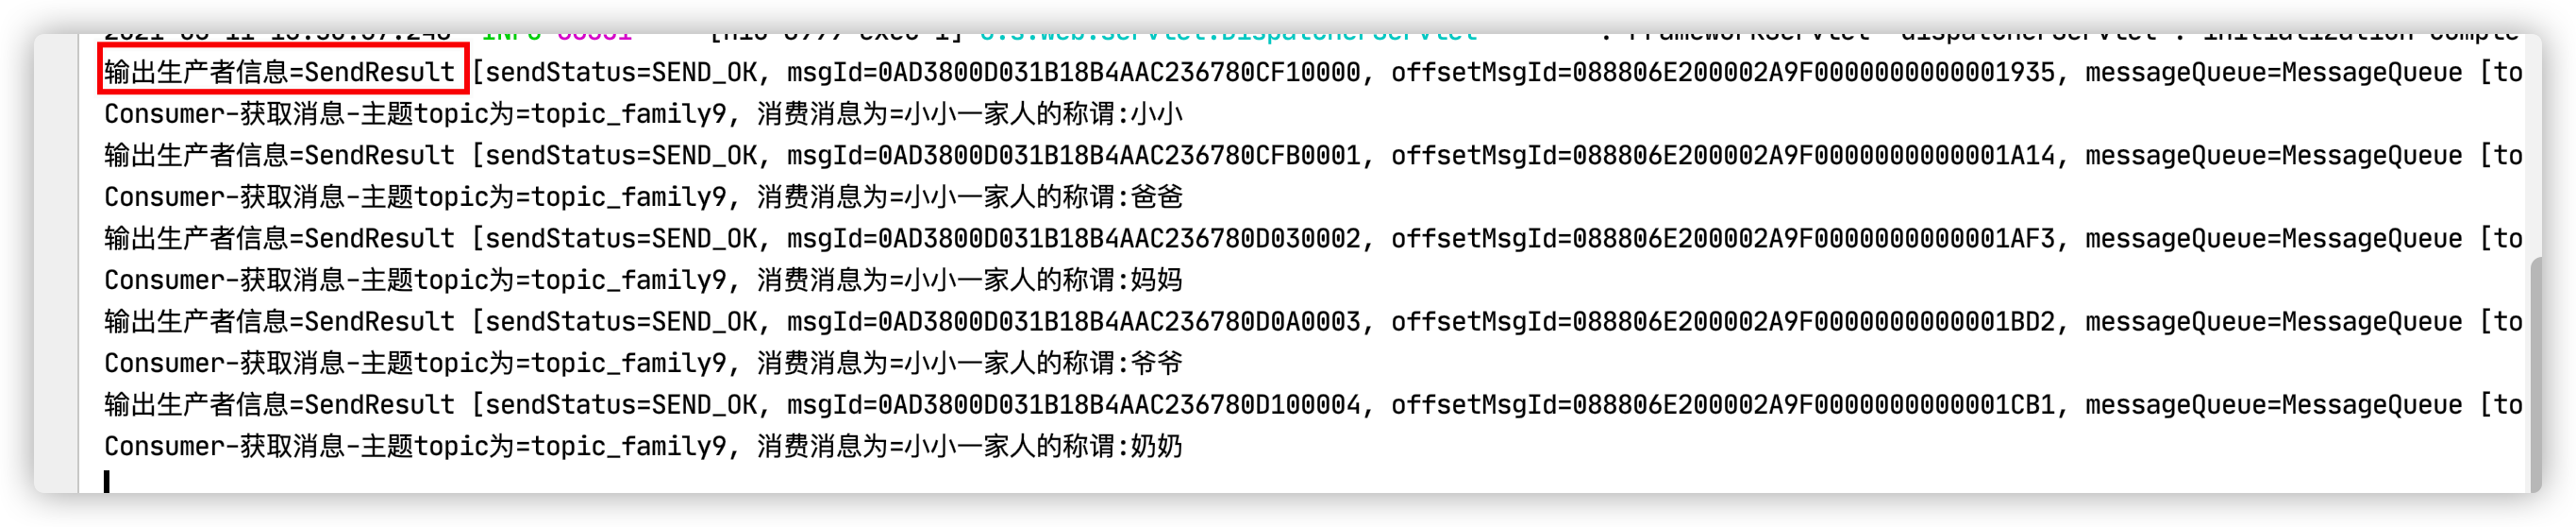 输出生产者信息=SendResult [sendStatus=SEND_OK, msgId=0AD3800D031B18B4AAC236780CF10000, offsetMsgId=088806E200002A9F0000000000001935, messageQueue=MessageQueue [to
Consumer-获取消息-主题topic为=topic_family9, 消费消息为=小小一家人的称谓:小小
输出生产者信息=SendResult [sendStatus=SEND_OK, msgId=0AD3800D031B18B4AAC236780CFB0001, offsetMsgId=088806E200002A9F0000000000001A14, messageQueue=MessageQueue [to
Consumer-获取消息-主题topic为=topic_family9, 消费消息为=小小一家人的称谓:爸爸
输出生产者信息=SendResult [sendStatus=SEND_OK, msgId=0AD3800D031B18B4AAC236780D030002, offsetMsgId=088806E200002A9F0000000000001AF3, messageQueue=MessageQueue [to
Consumer-获取消息-主题topic为=topic_family9, 消费消息为=小小一家人的称谓:妈妈
输出生产者信息=SendResult [sendStatus=SEND_OK, msgId=0AD3800D031B18B4AAC236780D0A0003, offsetMsgId=088806E200002A9F0000000000001BD2, messageQueue=MessageQueue [to
Consumer-获取消息-主题topic为=topic_family9, 消费消息为=小小一家人的称谓:爷爷
输出生产者信息=SendResult [sendStatus=SEND_OK, msgId=0AD3800D031B18B4AAC236780D100004, offsetMsgId=088806E200002A9F0000000000001CB1, messageQueue=MessageQueue [to
Consumer-获取消息-主题topic为=topic_family9, 消费消息为=小小一家人的称谓:奶奶